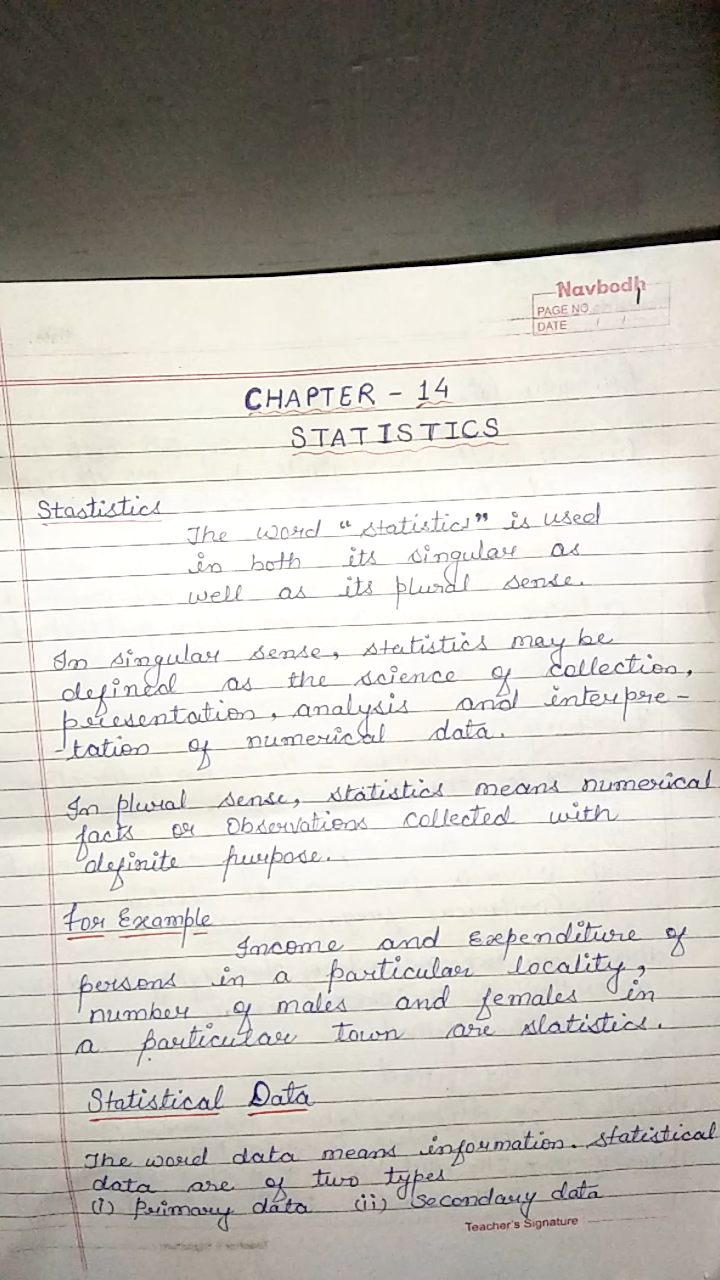 Navbodh
PAGE NO. 1
DATE / /
CHAPTER - 14
STATISTICS
Stastistics
The word "statistics" is used
in both its singular as
well as its plural sense.
In singular sense, statistics may be
defined as the science of collection,
presentation, analysis and interpre-
-tation of numerical data.
In plural sense, statistics means numerical
facts or Observations collected with
definite purpose.
For Example
Income and Expenditure of
persons in a particular locality,
number of males and females in
a particular town are statistics.
Statistical Data
The word data means information. statistical
data are of two types
(i) Primary data (ii) Secondary data
Teacher's Signature